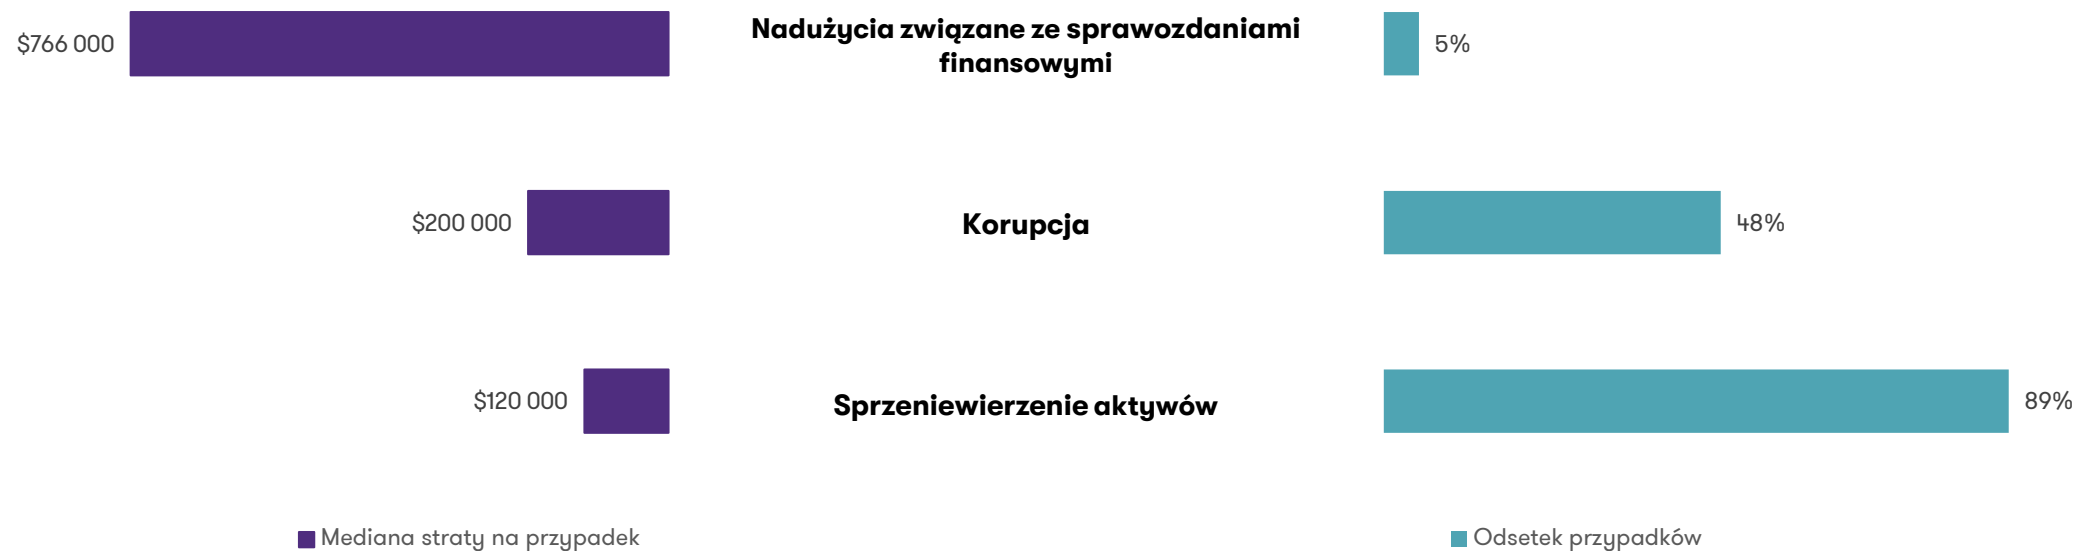 $766 000
Nadużycia związane ze sprawozdaniami
finansowymi
5%
$200 000
Korupcja
48%
$120 000
Sprzeniewierzenie aktywów
89%
Mediana straty na przypadek
Odsetek przypadków